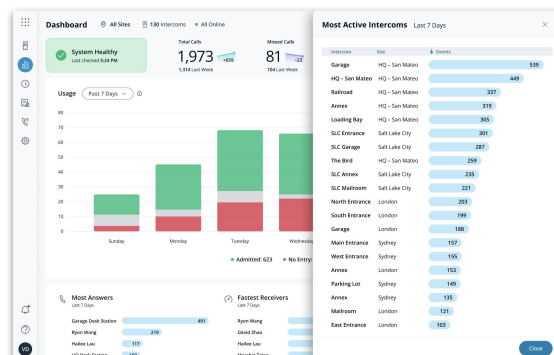 Dashboard
All Sites
130 Intercoms
All Online
System Healthy
Last checked 5:24 PM
Total Calls
1,973
+659
1,314 Last Week
Missed Calls
81
-23
104 Last Week
Usage
Past 7 Days
80
70
60
50
40
30
20
10
0
Sunday
Monday
Tuesday
Wednesda
Admitted: 623
No Entry:
Most Answers
Last 7 Days
Garage Desk Station 491
Ryon Wang 219
Hailee Lau 117
Fastest Receivers
Last 7 Days
Ryon Wang
David Zhao
Hailee Lau
VD
Most Active Intercoms Last 7 Days
Intercom Site Events
Garage HQ – San Mateo 539
HQ – San Mateo HQ – San Mateo 449
Railroad HQ – San Mateo 337
Annex HQ – San Mateo 319
Loading Bay HQ – San Mateo 305
SLC Entrance Salt Lake City 301
SLC Garage Salt Lake City 287
The Bird HQ – San Mateo 259
SLC Annex Salt Lake City 235
SLC Mailroom Salt Lake City 221
North Entrance London 203
South Entrance London 199
Garage London 188
Main Entrance Sydney 157
West Entrance Sydney 155
Annex London 153
Parking Lot Sydney 149
Annex Sydney 135
Mailroom London 121
East Entrance London 103
Close